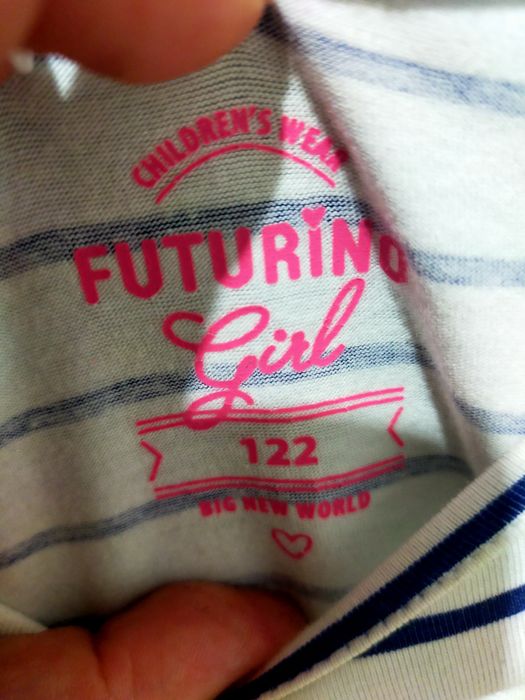 CHILDREN'S WEAR
FUTURINO
Girl
122
BIG NEW WORLD